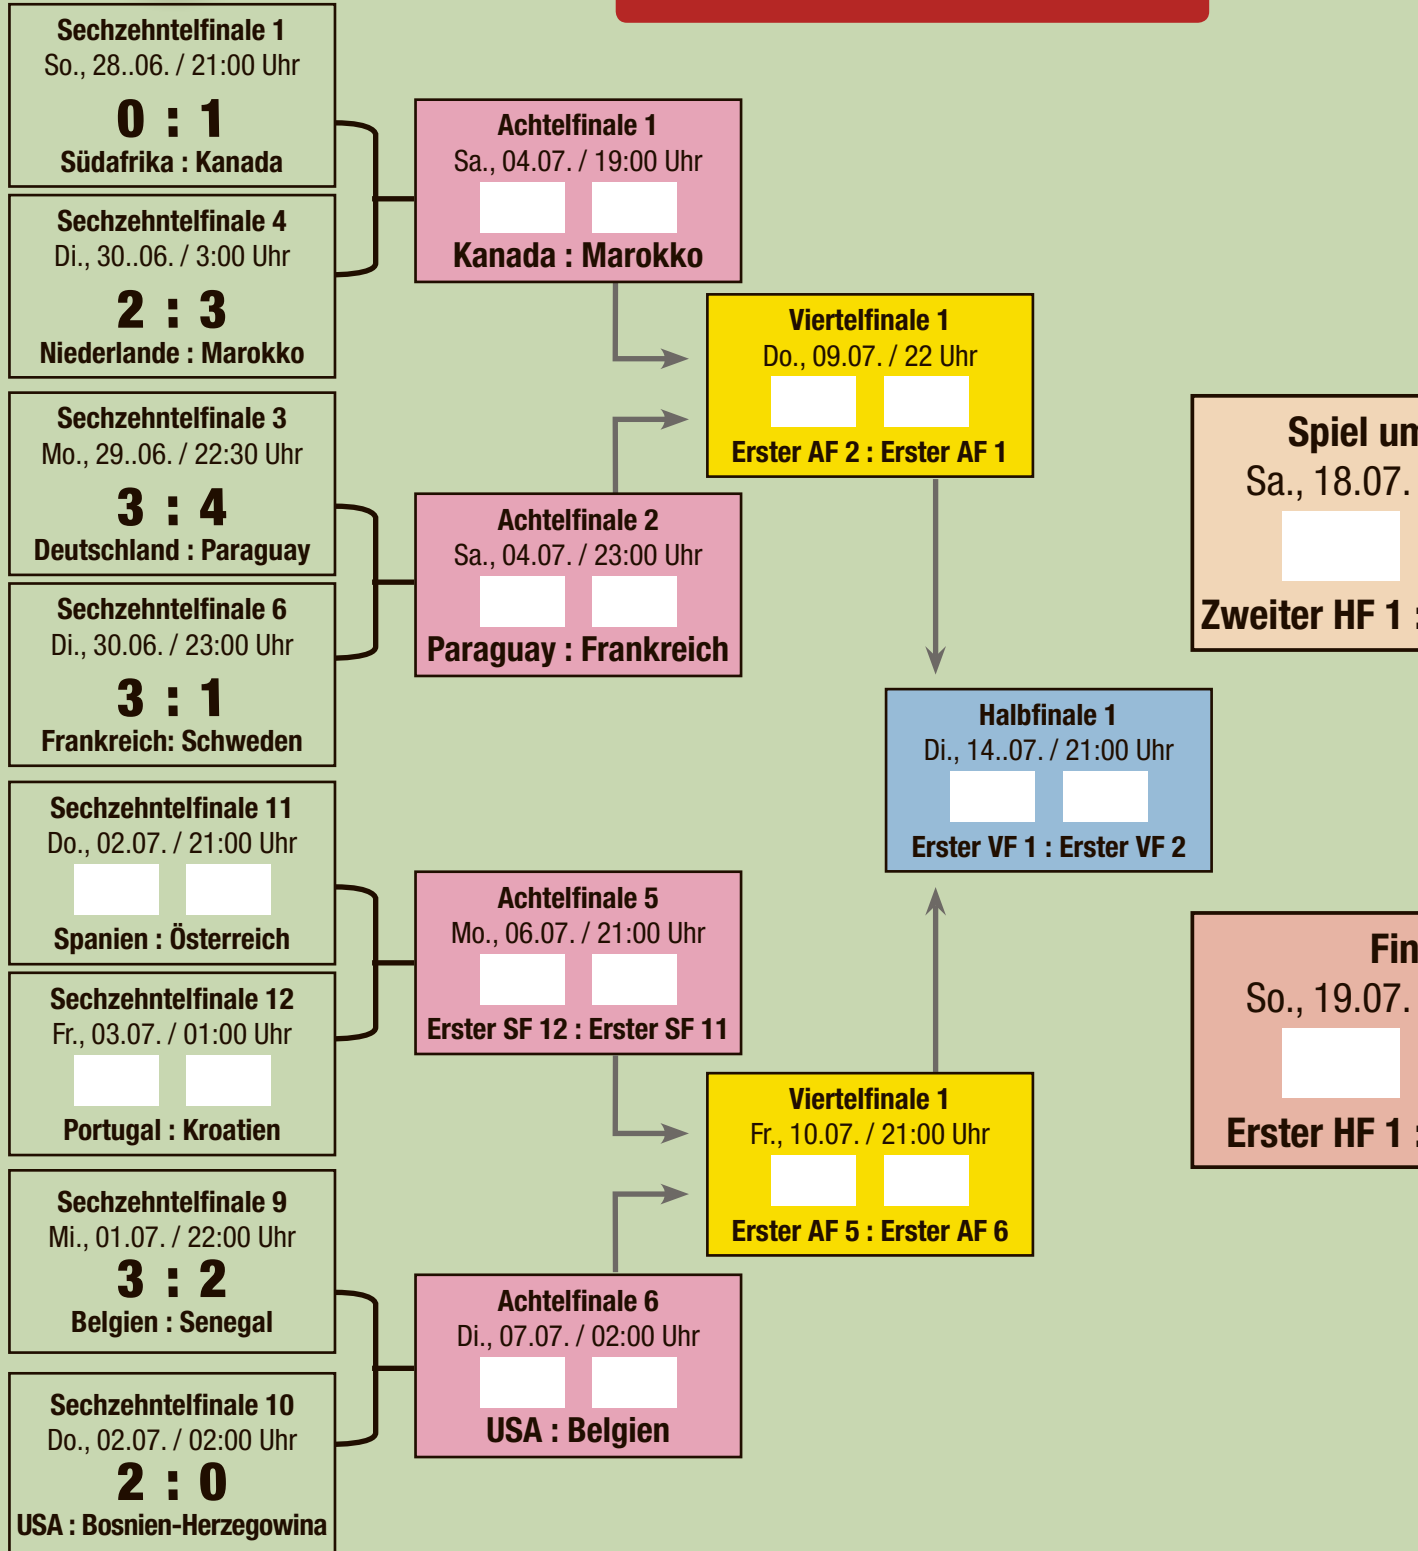 Sechzehntelfinale 1
So., 28..06. / 21:00 Uhr
0 : 1
Südafrika : Kanada
Sechzehntelfinale 4
Di., 30..06. / 3:00 Uhr
2 : 3
Niederlande : Marokko
Sechzehntelfinale 3
Mo., 29..06. / 22:30 Uhr
3 : 4
Deutschland : Paraguay
Sechzehntelfinale 6
Di., 30.06. / 23:00 Uhr
3 : 1
Frankreich: Schweden
Sechzehntelfinale 11
Do., 02.07. / 21:00 Uhr
Spanien : Österreich
Sechzehntelfinale 12
Fr., 03.07. / 01:00 Uhr
Portugal : Kroatien
Sechzehntelfinale 9
Mi., 01.07. / 22:00 Uhr
3 : 2
Belgien : Senegal
Sechzehntelfinale 10
Do., 02.07. / 02:00 Uhr
2 : 0
USA : Bosnien-Herzegowina
Achtelfinale 1
Sa., 04.07. / 19:00 Uhr
Kanada : Marokko
Achtelfinale 2
Sa., 04.07. / 23:00 Uhr
Paraguay : Frankreich
Achtelfinale 5
Mo., 06.07. / 21:00 Uhr
Erster SF 12 : Erster SF 11
Achtelfinale 6
Di., 07.07. / 02:00 Uhr
USA : Belgien
Viertelfinale 1
Do., 09.07. / 22 Uhr
Erster AF 2 : Erster AF 1
Viertelfinale 1
Fr., 10.07. / 21:00 Uhr
Erster AF 5 : Erster AF 6
Halbfinale 1
Di., 14..07. / 21:00 Uhr
Erster VF 1 : Erster VF 2
Spiel um
Sa., 18.07.
Zweiter HF 1 :
Fin
So., 19.07.
Erster HF 1 :